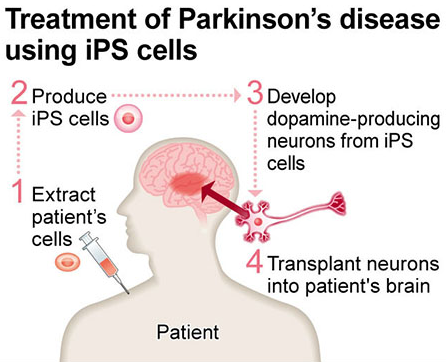 Treatment of Parkinson's disease
using iPS cells
1 Extract
patient's
cells
2 Produce
iPS cells
3 Develop
dopamine-producing
neurons from iPS
cells
4 Transplant neurons
into patient's brain
Patient